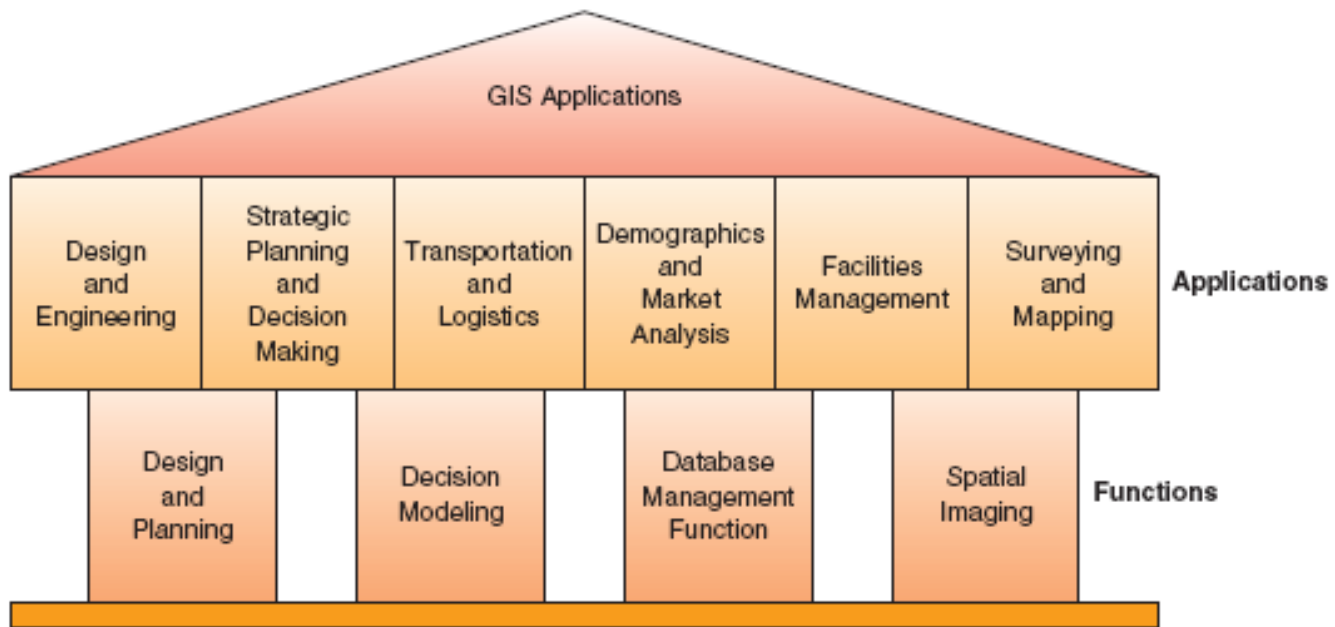 GIS Applications
Design
and
Engineering
Strategic
Planning
and
Decision
Making
Transportation
and
Logistics
Demographics
and
Market
Analysis
Facilities
Management
Surveying
and
Mapping
Applications
Design
and
Planning
Decision
Modeling
Database
Management
Function
Spatial
Imaging
Functions